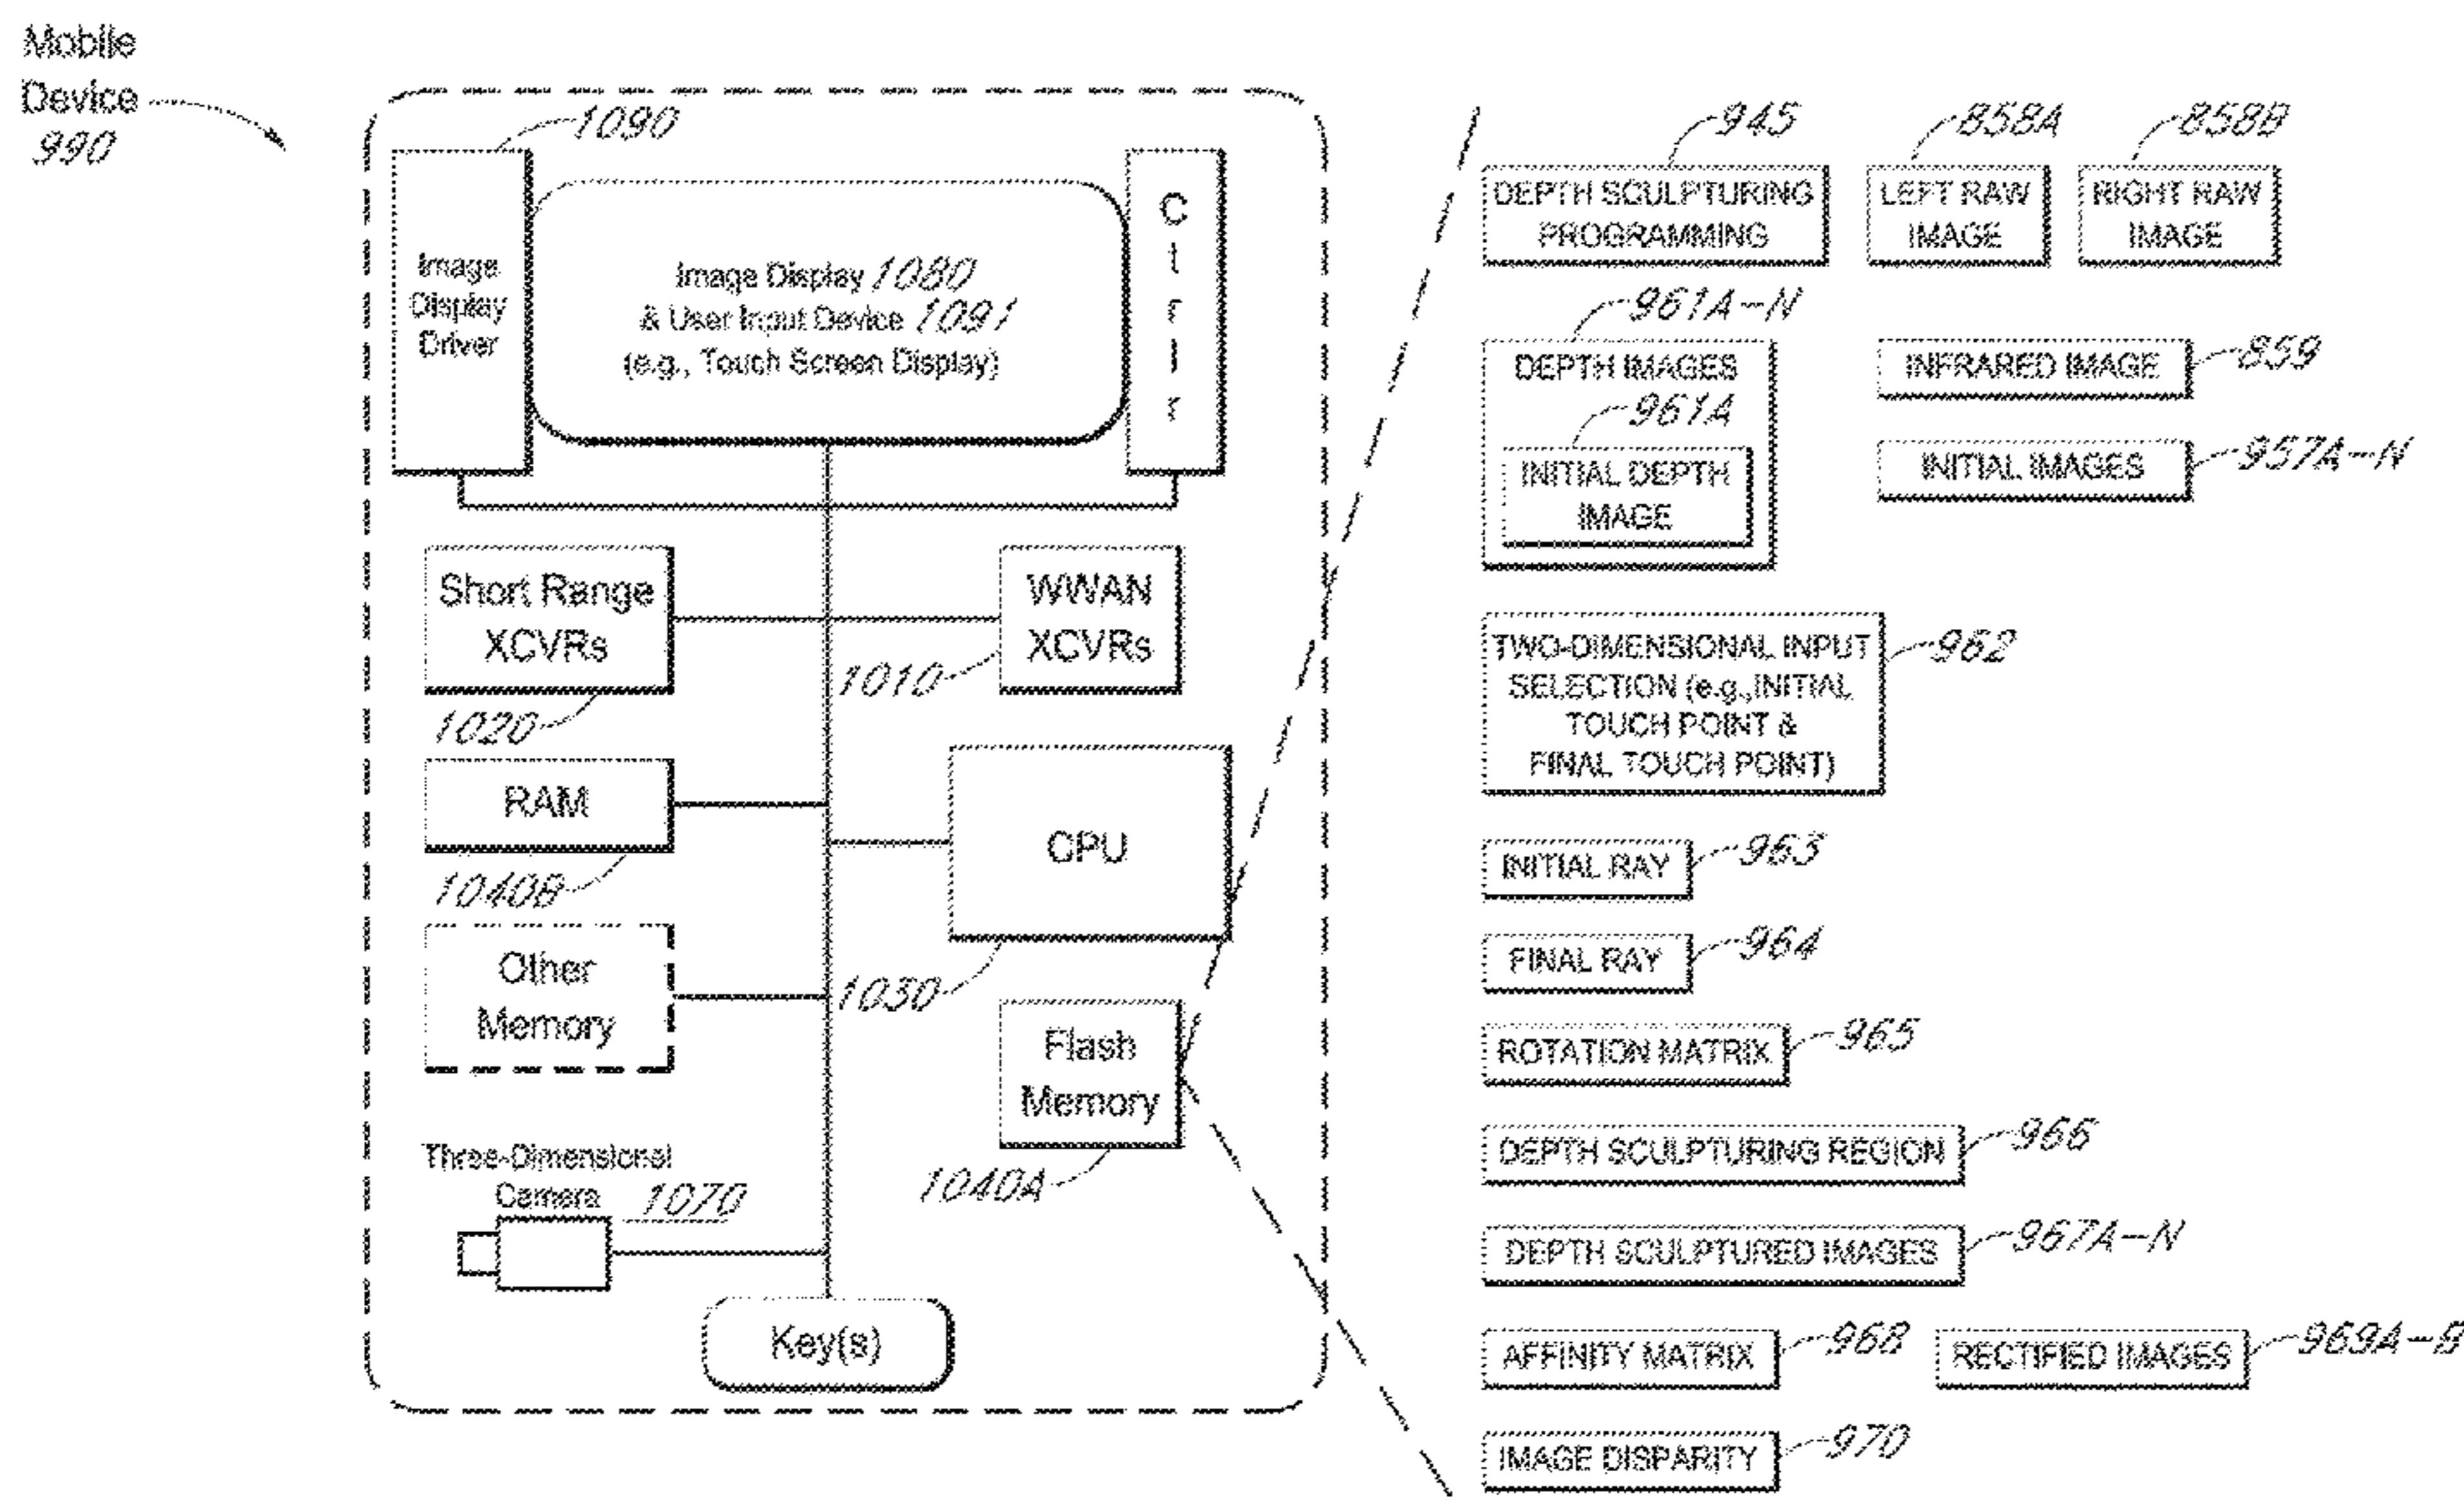 Mobile
Device
990
1090
Image
Display
Driver
Image Display 1080
& User Input Device 1091
(e.g., Touch Screen Display)
C
t
r
l
r
Short Range
XCVRs
1020
WWAN
XCVRs
1010
RAM
1040B
CPU
1030
Other
Memory
Flash
Memory
1040A
Three-Dimensional
Camera 1070
Key(s)
945
DEPTH SCULPTURING
PROGRAMMING
858A
LEFT RAW
IMAGE
858B
RIGHT RAW
IMAGE
961A-N
DEPTH IMAGES
961A
INITIAL DEPTH
IMAGE
INFRARED IMAGE 859
INITIAL IMAGES 957A-N
TWO-DIMENSIONAL INPUT 962
SELECTION (e.g.,INITIAL
TOUCH POINT &
FINAL TOUCH POINT)
INITIAL RAY 963
FINAL RAY 964
ROTATION MATRIX 965
DEPTH SCULPTURING REGION 966
DEPTH SCULPTURED IMAGES 967A-N
AFFINITY MATRIX 968
RECTIFIED IMAGES 969A-B
IMAGE DISPARITY 970